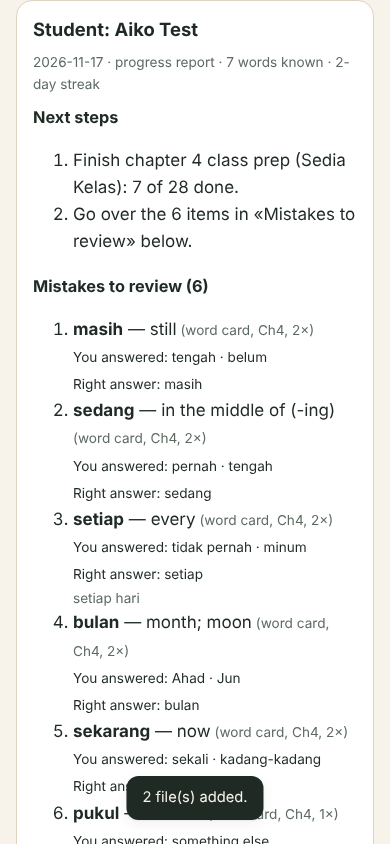 Student: Aiko Test
2026-11-17 · progress report · 7 words known · 2-
day streak
Next steps
1. Finish chapter 4 class prep (Sedia
Kelas): 7 of 28 done.
2. Go over the 6 items in «Mistakes to
review» below.
Mistakes to review (6)
1. masih — still (word card, Ch4, 2×)
You answered: tengah · belum
Right answer: masih
2. sedang — in the middle of (-ing)
(word card, Ch4, 2×)
You answered: pernah · tengah
Right answer: sedang
3. setiap — every (word card, Ch4, 2×)
You answered: tidak pernah · minum
Right answer: setiap
setiap hari
4. bulan — month; moon (word card,
Ch4, 2×)
You answered: Ahad · Jun
Right answer: bulan
5. sekarang — now (word card, Ch4, 2×)
You answered: sekali · kadang-kadang
Right
2 file(s) added.
6. pukul Ch4, 1×)
You answered: something else